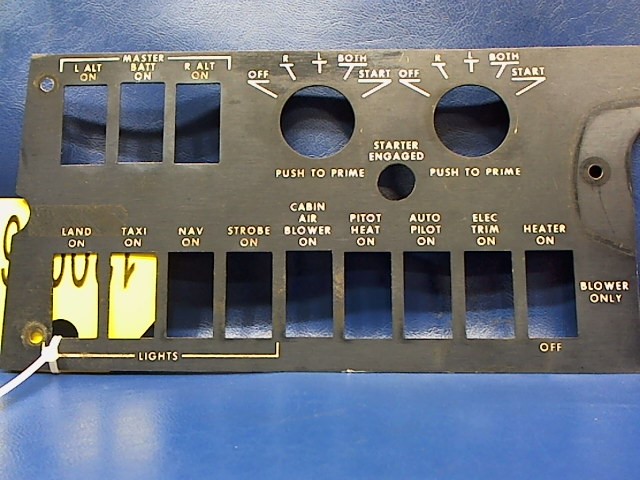 MASTER
L ALT
ON
BATT
ON
R ALT
ON
OFF
R
L
BOTH
START
PUSH TO PRIME
OFF
R
L
BOTH
START
PUSH TO PRIME
STARTER
ENGAGED
LAND
ON
TAXI
ON
NAV
ON
STROBE
ON
CABIN
AIR
BLOWER
ON
PITOT
HEAT
ON
AUTO
PILOT
ON
ELEC
TRIM
ON
HEATER
ON
BLOWER
ONLY
OFF
LIGHTS